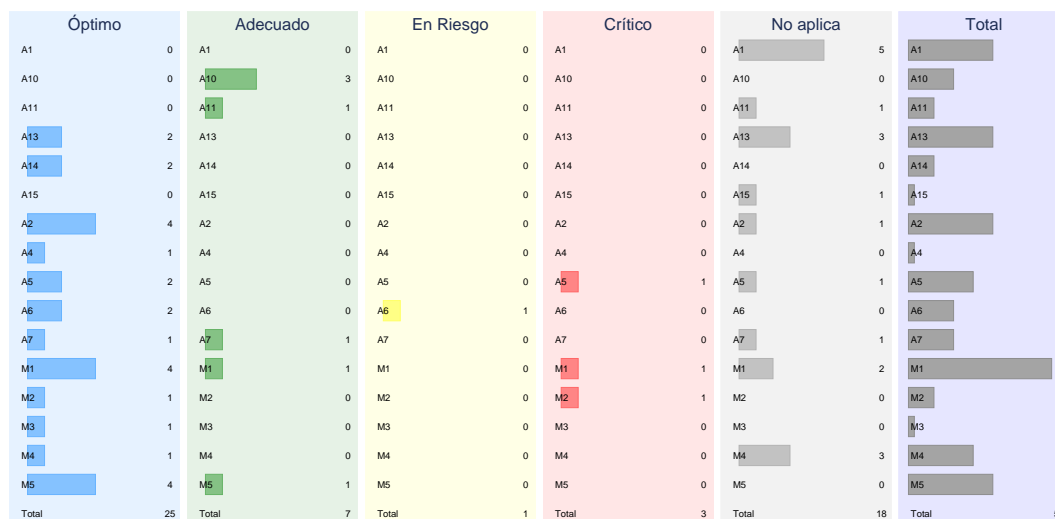 Óptimo Adecuado En Riesgo Crítico No aplica Total
A1 0 A1 0 A1 0 A1 0 A1 5 A1
A10 0 A10 3 A10 0 A10 0 A10 0 A10
A11 0 A11 1 A11 0 A11 0 A11 1 A11
A13 2 A13 0 A13 0 A13 0 A13 3 A13
A14 2 A14 0 A14 0 A14 0 A14 0 A14
A15 0 A15 0 A15 0 A15 0 A15 1 A15
A2 4 A2 0 A2 0 A2 0 A2 1 A2
A4 1 A4 0 A4 0 A4 0 A4 0 A4
A5 2 A5 0 A5 0 A5 1 A5 1 A5
A6 2 A6 0 A6 1 A6 0 A6 0 A6
A7 1 A7 1 A7 0 A7 0 A7 1 A7
M1 4 M1 1 M1 0 M1 1 M1 2 M1
M2 1 M2 0 M2 0 M2 1 M2 0 M2
M3 1 M3 0 M3 0 M3 0 M3 0 M3
M4 1 M4 0 M4 0 M4 0 M4 3 M4
M5 4 M5 1 M5 0 M5 0 M5 0 M5
Total 25 Total 7 Total 1 Total 3 Total 18 Total